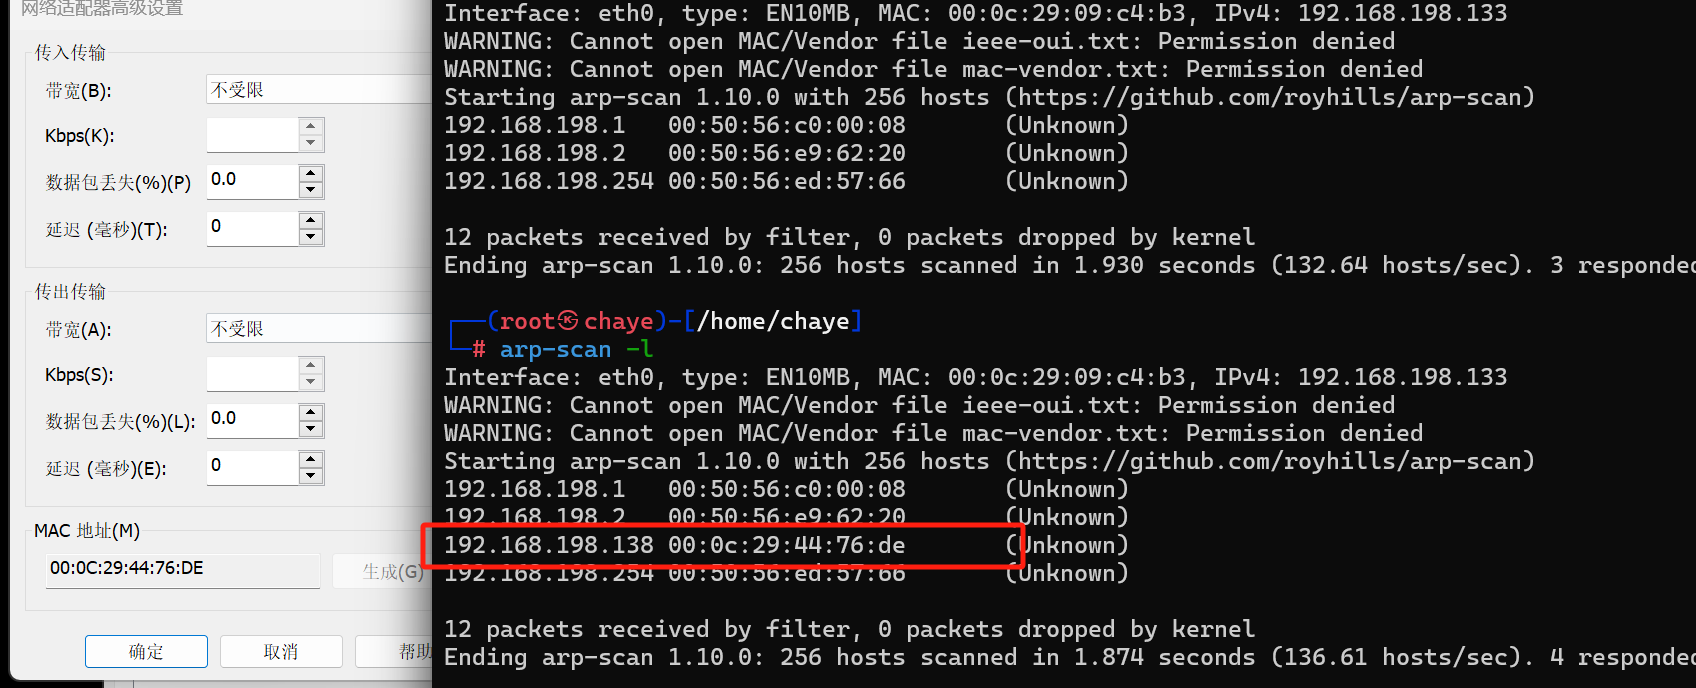 网络适配器高级设置
传入传输
带宽(B):
不受限
Kbps(K):
数据包丢失(%)(P)
0.0
延迟 (毫秒)(T):
0
传出传输
带宽(A):
不受限
Kbps(S):
数据包丢失(%)(L):
0.0
延迟 (毫秒)(E):
0
MAC 地址(M)
00:0C:29:44:76:DE
生成(G)
确定
取消
帮助
Interface: eth0, type: EN10MB, MAC: 00:0c:29:09:c4:b3, IPv4: 192.168.198.133
WARNING: Cannot open MAC/Vendor file ieee-oui.txt: Permission denied
WARNING: Cannot open MAC/Vendor file mac-vendor.txt: Permission denied
Starting arp-scan 1.10.0 with 256 hosts (https://github.com/royhills/arp-scan)
192.168.198.1 00:50:56:c0:00:08 (Unknown)
192.168.198.2 00:50:56:e9:62:20 (Unknown)
192.168.198.254 00:50:56:ed:57:66 (Unknown)
12 packets received by filter, 0 packets dropped by kernel
Ending arp-scan 1.10.0: 256 hosts scanned in 1.930 seconds (132.64 hosts/sec). 3 responded
┌──(root㉿chaye)-[/home/chaye]
└─# arp-scan -l
Interface: eth0, type: EN10MB, MAC: 00:0c:29:09:c4:b3, IPv4: 192.168.198.133
WARNING: Cannot open MAC/Vendor file ieee-oui.txt: Permission denied
WARNING: Cannot open MAC/Vendor file mac-vendor.txt: Permission denied
Starting arp-scan 1.10.0 with 256 hosts (https://github.com/royhills/arp-scan)
192.168.198.1 00:50:56:c0:00:08 (Unknown)
192.168.198.2 00:50:56:e9:62:20 (Unknown)
192.168.198.138 00:0c:29:44:76:de (Unknown)
192.168.198.254 00:50:56:ed:57:66 (Unknown)
12 packets received by filter, 0 packets dropped by kernel
Ending arp-scan 1.10.0: 256 hosts scanned in 1.874 seconds (136.61 hosts/sec). 4 responded